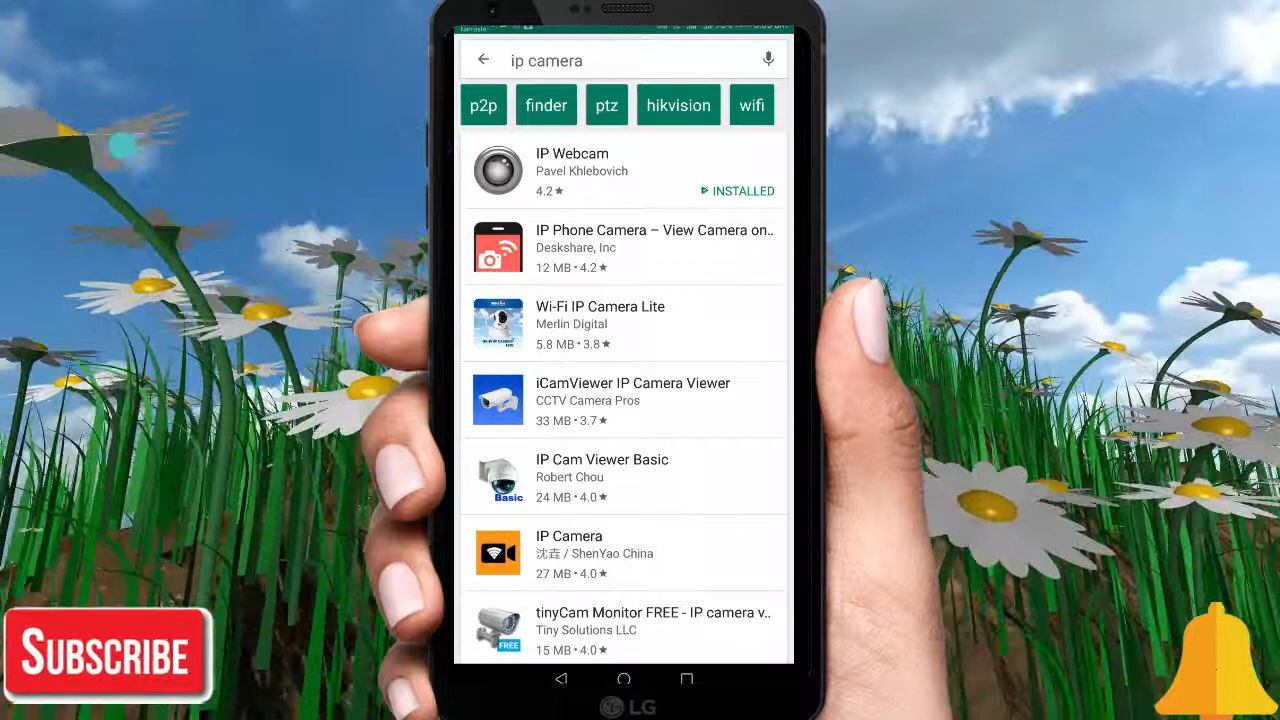 ip camera
p2p finder ptz hikvision wifi
IP Webcam
Pavel Khlebovich
4.2★ INSTALLED
IP Phone Camera – View Camera on..
Deskshare, Inc
12 MB • 4.2★
Wi-Fi IP Camera Lite
Merlin Digital
5.8 MB • 3.8★
iCamViewer IP Camera Viewer
CCTV Camera Pros
33 MB • 3.7★
IP Cam Viewer Basic
Robert Chou
24 MB • 4.0★
Basic
IP Camera
沈垚 / ShenYao China
27 MB • 4.0★
tinyCam Monitor FREE - IP camera v..
Tiny Solutions LLC
15 MB • 4.0★
FREE
SUBSCRIBE
LG